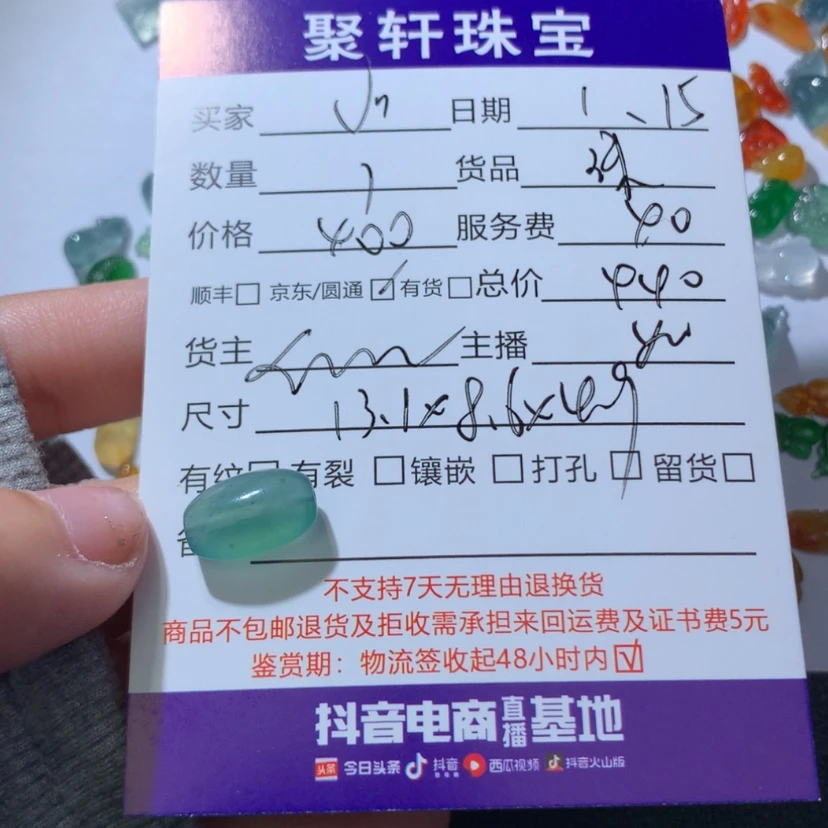 聚轩珠宝
买家 日期 1、15
数量 1 货品
价格 400 服务费 40
顺丰□ 京东/圆通☑有货□总价 440
货主 主播
尺寸 13.1×8.6×
有纹□有裂 □镶嵌 □打孔 □ 留货□
不支持7天无理由退换货
商品不包邮退货及拒收需承担来回运费及证书费5元
鉴赏期：物流签收起48小时内☑
抖音电商直播基地
头条 今日头条 抖音 西瓜视频 抖音火山版